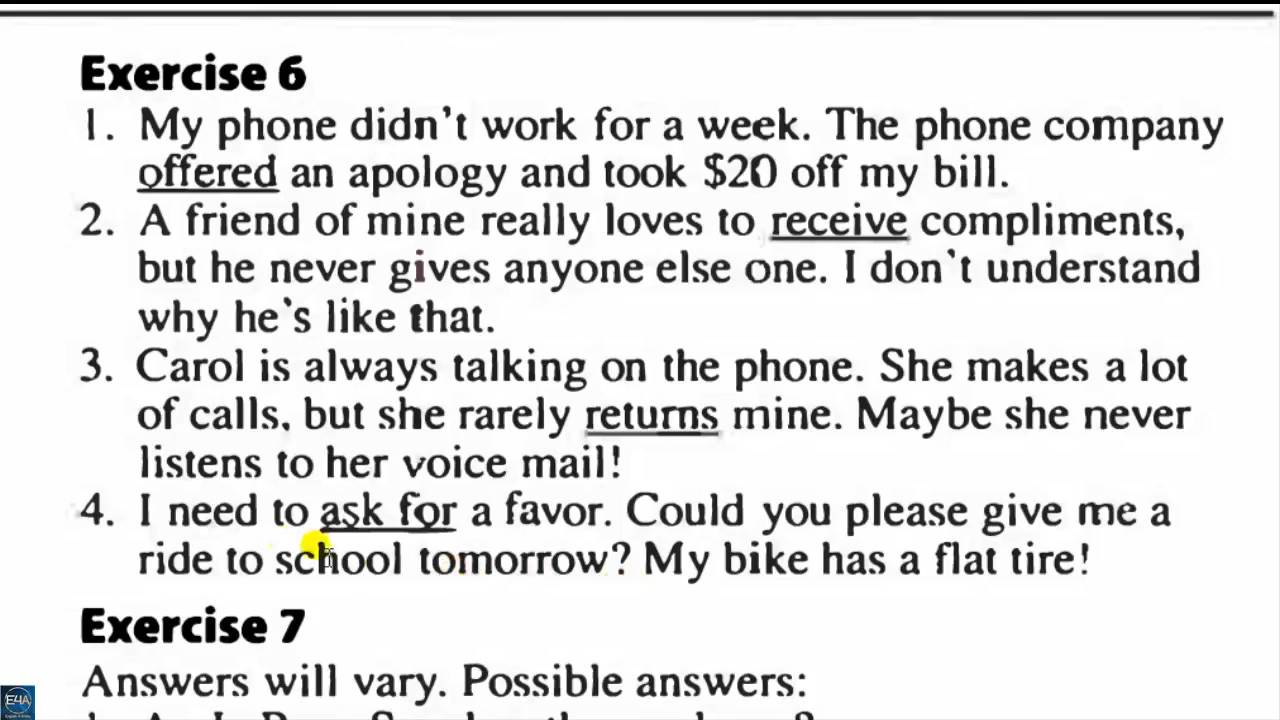 Exercise 6
1. My phone didn't work for a week. The phone company
offered an apology and took $20 off my bill.
2. A friend of mine really loves to receive compliments,
but he never gives anyone else one. I don't understand
why he's like that.
3. Carol is always talking on the phone. She makes a lot
of calls, but she rarely returns mine. Maybe she never
listens to her voice mail!
4. I need to ask for a favor. Could you please give me a
ride to school tomorrow? My bike has a flat tire!
Exercise 7
Answers will vary. Possible answers:
E4A